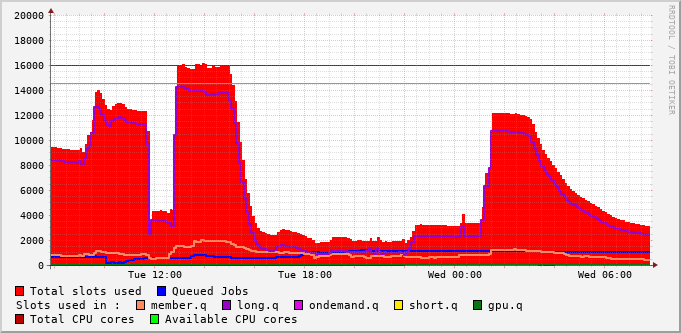 20000
18000
16000
14000
12000
10000
8000
6000
4000
2000
0
Tue 12:00 Tue 18:00 Wed 00:00 Wed 06:00
RRDTOOL / TOBI OETIKER
Total slots used Queued Jobs
Slots used in : member.q long.q ondemand.q short.q gpu.q
Total CPU cores Available CPU cores